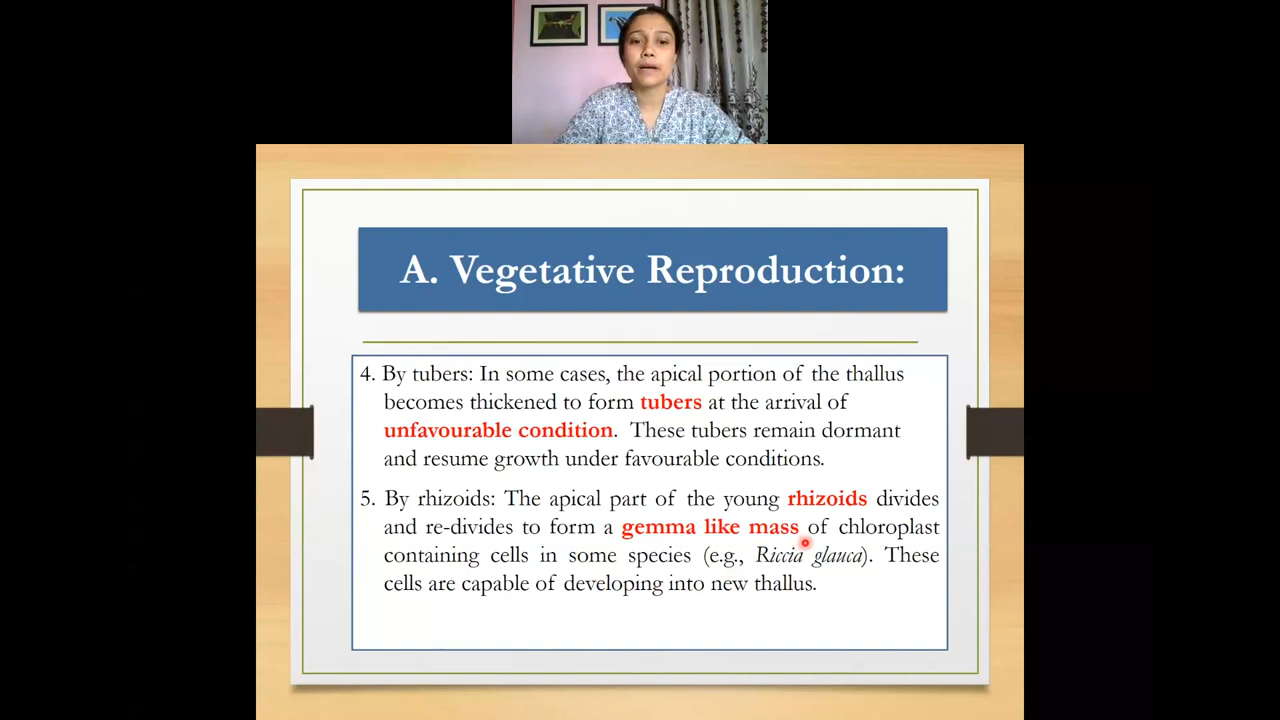 A. Vegetative Reproduction:
4. By tubers: In some cases, the apical portion of the thallus
becomes thickened to form tubers at the arrival of
unfavourable condition. These tubers remain dormant
and resume growth under favourable conditions.
5. By rhizoids: The apical part of the young rhizoids divides
and re-divides to form a gemma like mass of chloroplast
containing cells in some species (e.g., Riccia glauca). These
cells are capable of developing into new thallus.